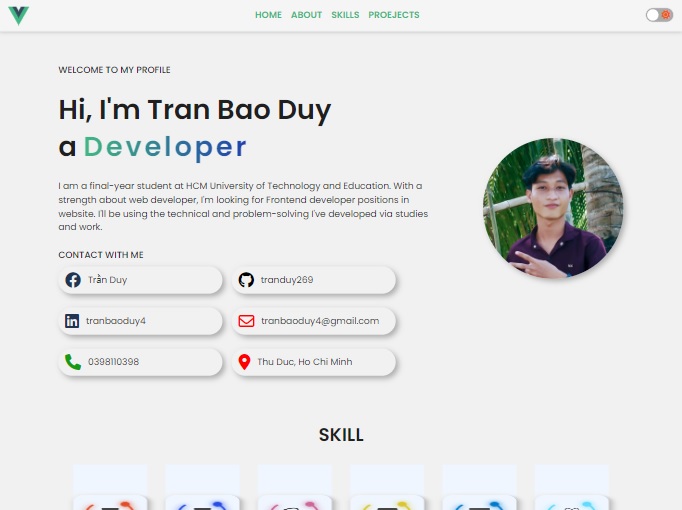 HOME ABOUT SKILLS PROEJECTS
WELCOME TO MY PROFILE
Hi, I'm Tran Bao Duy
a Developer
I am a final-year student at HCM University of Technology and Education. With a
strength about web developer, I'm looking for Frontend developer positions in
website. I'll be using the technical and problem-solving I've developed via studies
and work.
CONTACT WITH ME
Trần Duy
tranduy269
tranbaoduy4
tranbaoduy4@gmail.com
0398110398
Thu Duc, Ho Chi Minh
SKILL